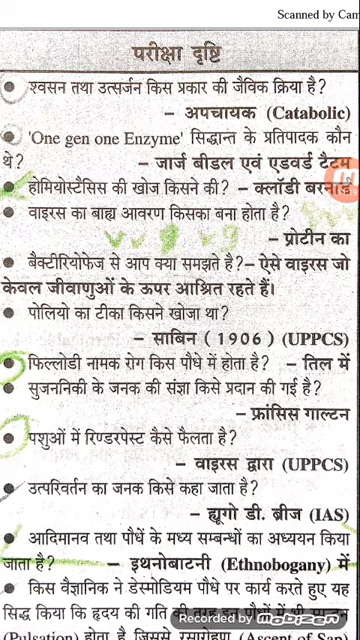 Scanned by Cam
परीक्षा दृष्टि
● श्वसन तथा उत्सर्जन किस प्रकार की जैविक क्रिया है?
– अपचायक (Catabolic)
● 'One gen one Enzyme' सिद्धान्त के प्रतिपादक कौन
थे? – जार्ज बीडल एवं एडवर्ड टैटम
● होमियोस्टैसिस की खोज किसने की? – क्लॉडी बरनार्ड
● वाइरस का बाह्य आवरण किसका बना होता है?
– प्रोटीन का
● बैक्टीरियोफेज से आप क्या समझते है?– ऐसे वाइरस जो
केवल जीवाणुओं के ऊपर आश्रित रहते हैं।
● पोलियो का टीका किसने खोजा था?
– साबिन ( 1906 ) (UPPCS)
● फिल्लोडी नामक रोग किस पौधे में होता है? – तिल में
● सुजननिकी के जनक की संज्ञा किसे प्रदान की गई है?
– फ्रांसिस गाल्टन
● पशुओं में रिण्डरपेस्ट कैसे फैलता है?
– वाइरस द्वारा (UPPCS)
● उत्परिवर्तन का जनक किसे कहा जाता है?
– ह्यूगो डी. ब्रीज (IAS)
● आदिमानव तथा पौधें के मध्य सम्बन्धों का अध्ययन किया
जाता है? – इथनोबाटनी (Ethnobogany) में
● किस वैज्ञानिक ने डेस्मोडियम पौधे पर कार्य करते हुए यह
सिद्ध किया कि हृदय की गति की तरह इन पौधों में भी
Recorded by mobizen
(Pulsation) होता है जिससे रसारोहण (Ascent of Sap)